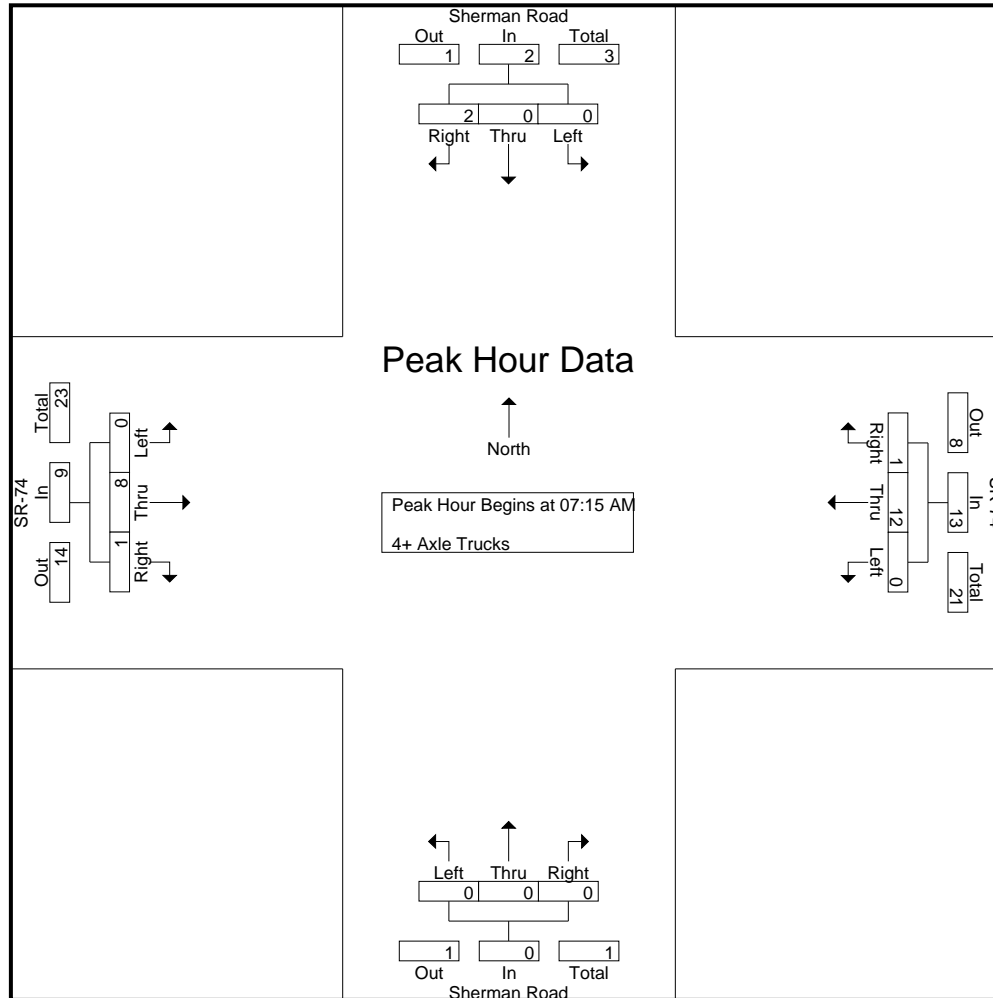 Sherman Road
Out In Total
1 2 3
2 0 0
Right Thru Left
Peak Hour Data
North
Peak Hour Begins at 07:15 AM
4+ Axle Trucks
SR-74
Total In Out
23 9 14
0 8 1
Left Thru Right
Right Thru Left
1 12 0
8 13 21
Out In Total
Left Thru Right
0 0 0
1 0 1
Out In Total
Sherman Road